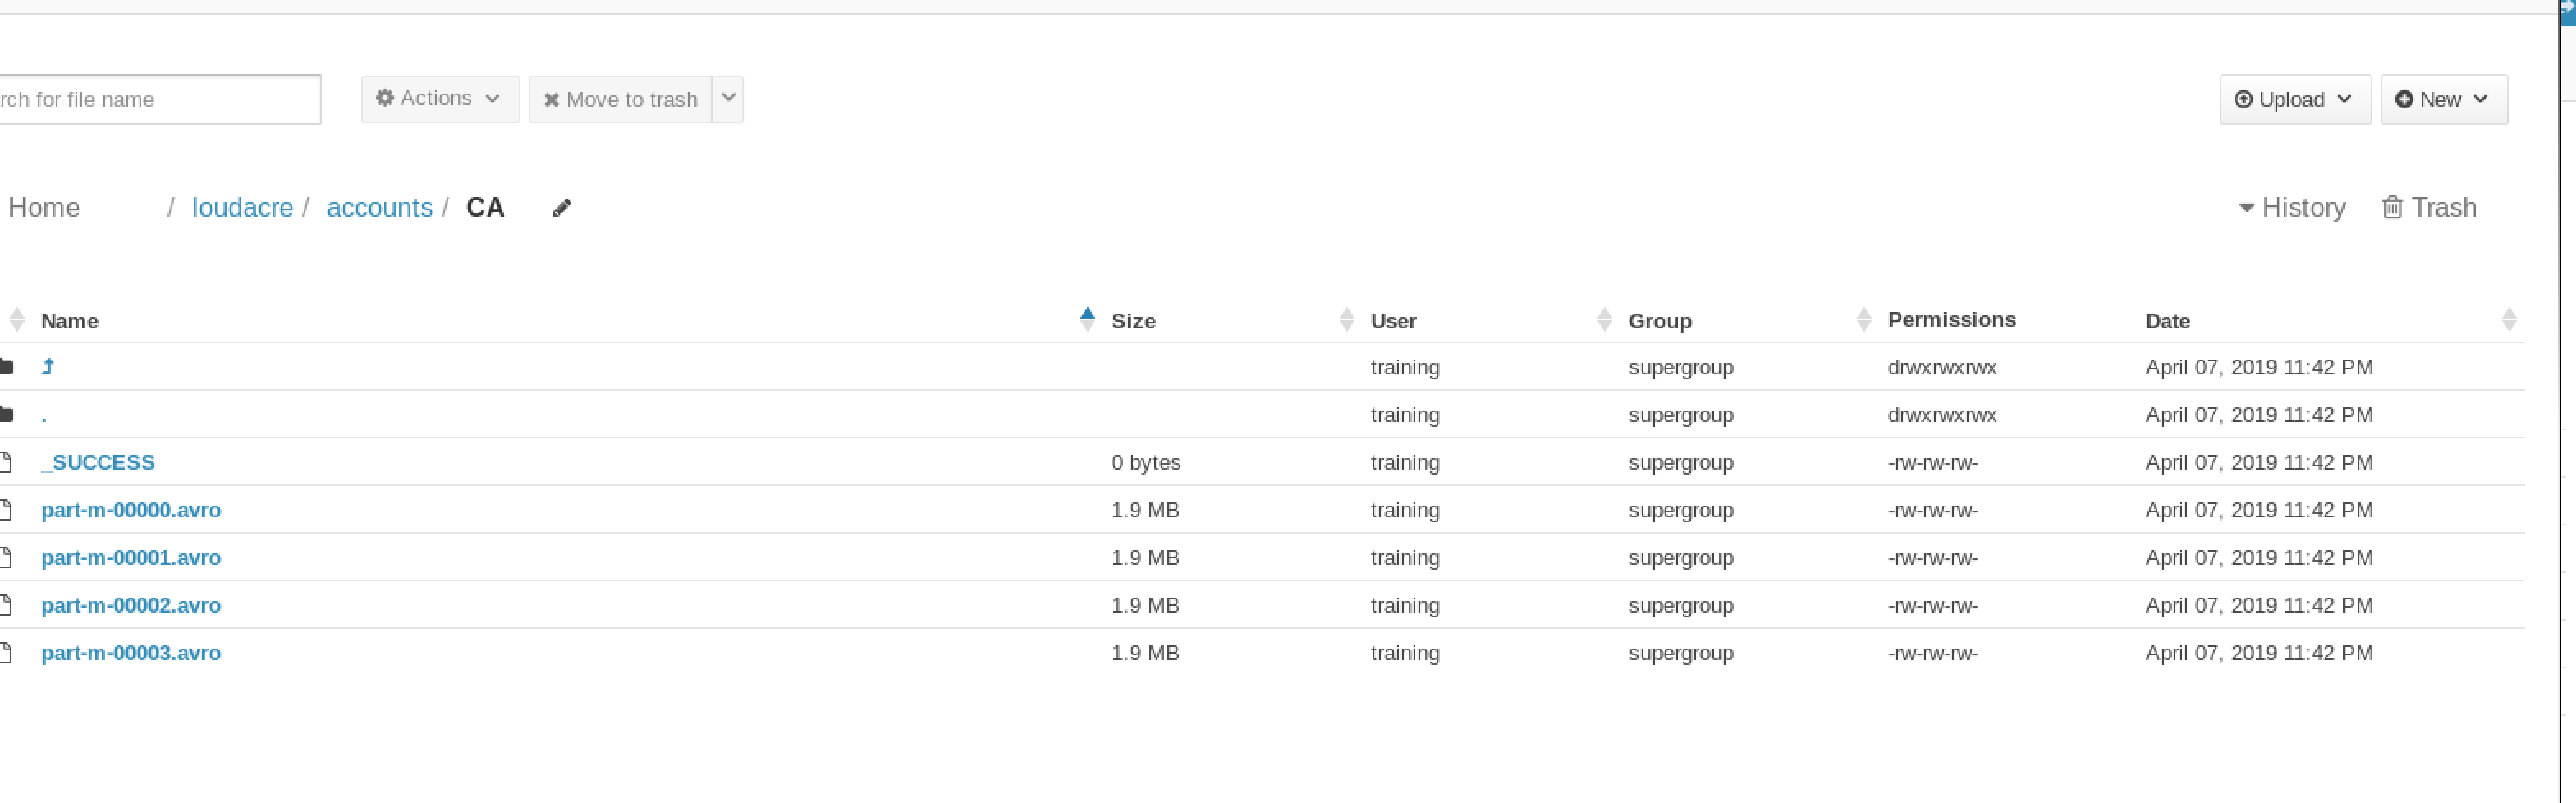 rch for file name Actions Move to trash Upload New
Home / loudacre / accounts / CA History Trash
Name Size User Group Permissions Date
training supergroup drwxrwxrwx April 07, 2019 11:42 PM
. training supergroup drwxrwxrwx April 07, 2019 11:42 PM
_SUCCESS 0 bytes training supergroup -rw-rw-rw- April 07, 2019 11:42 PM
part-m-00000.avro 1.9 MB training supergroup -rw-rw-rw- April 07, 2019 11:42 PM
part-m-00001.avro 1.9 MB training supergroup -rw-rw-rw- April 07, 2019 11:42 PM
part-m-00002.avro 1.9 MB training supergroup -rw-rw-rw- April 07, 2019 11:42 PM
part-m-00003.avro 1.9 MB training supergroup -rw-rw-rw- April 07, 2019 11:42 PM